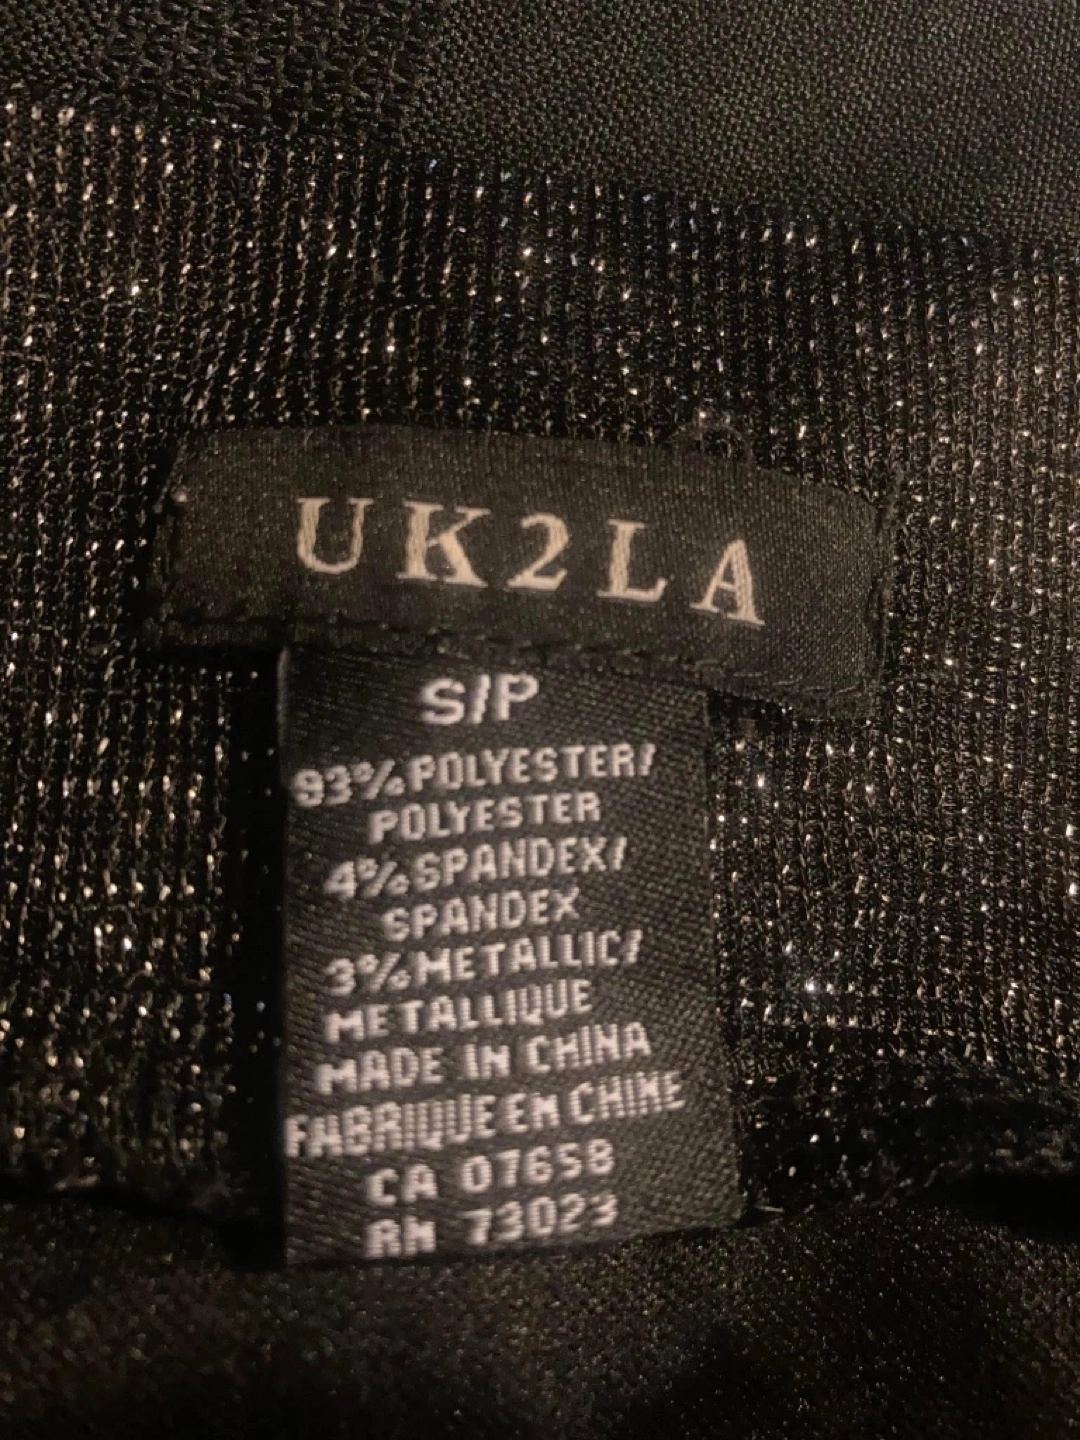 UK2LA
S/P
93%POLYESTER/
POLYESTER
4%SPANDEX/
SPANDEX
3%METALLIC/
METALLIQUE
MADE IN CHINA
FABRIQUE EN CHINE
CA 07658
RN 73023